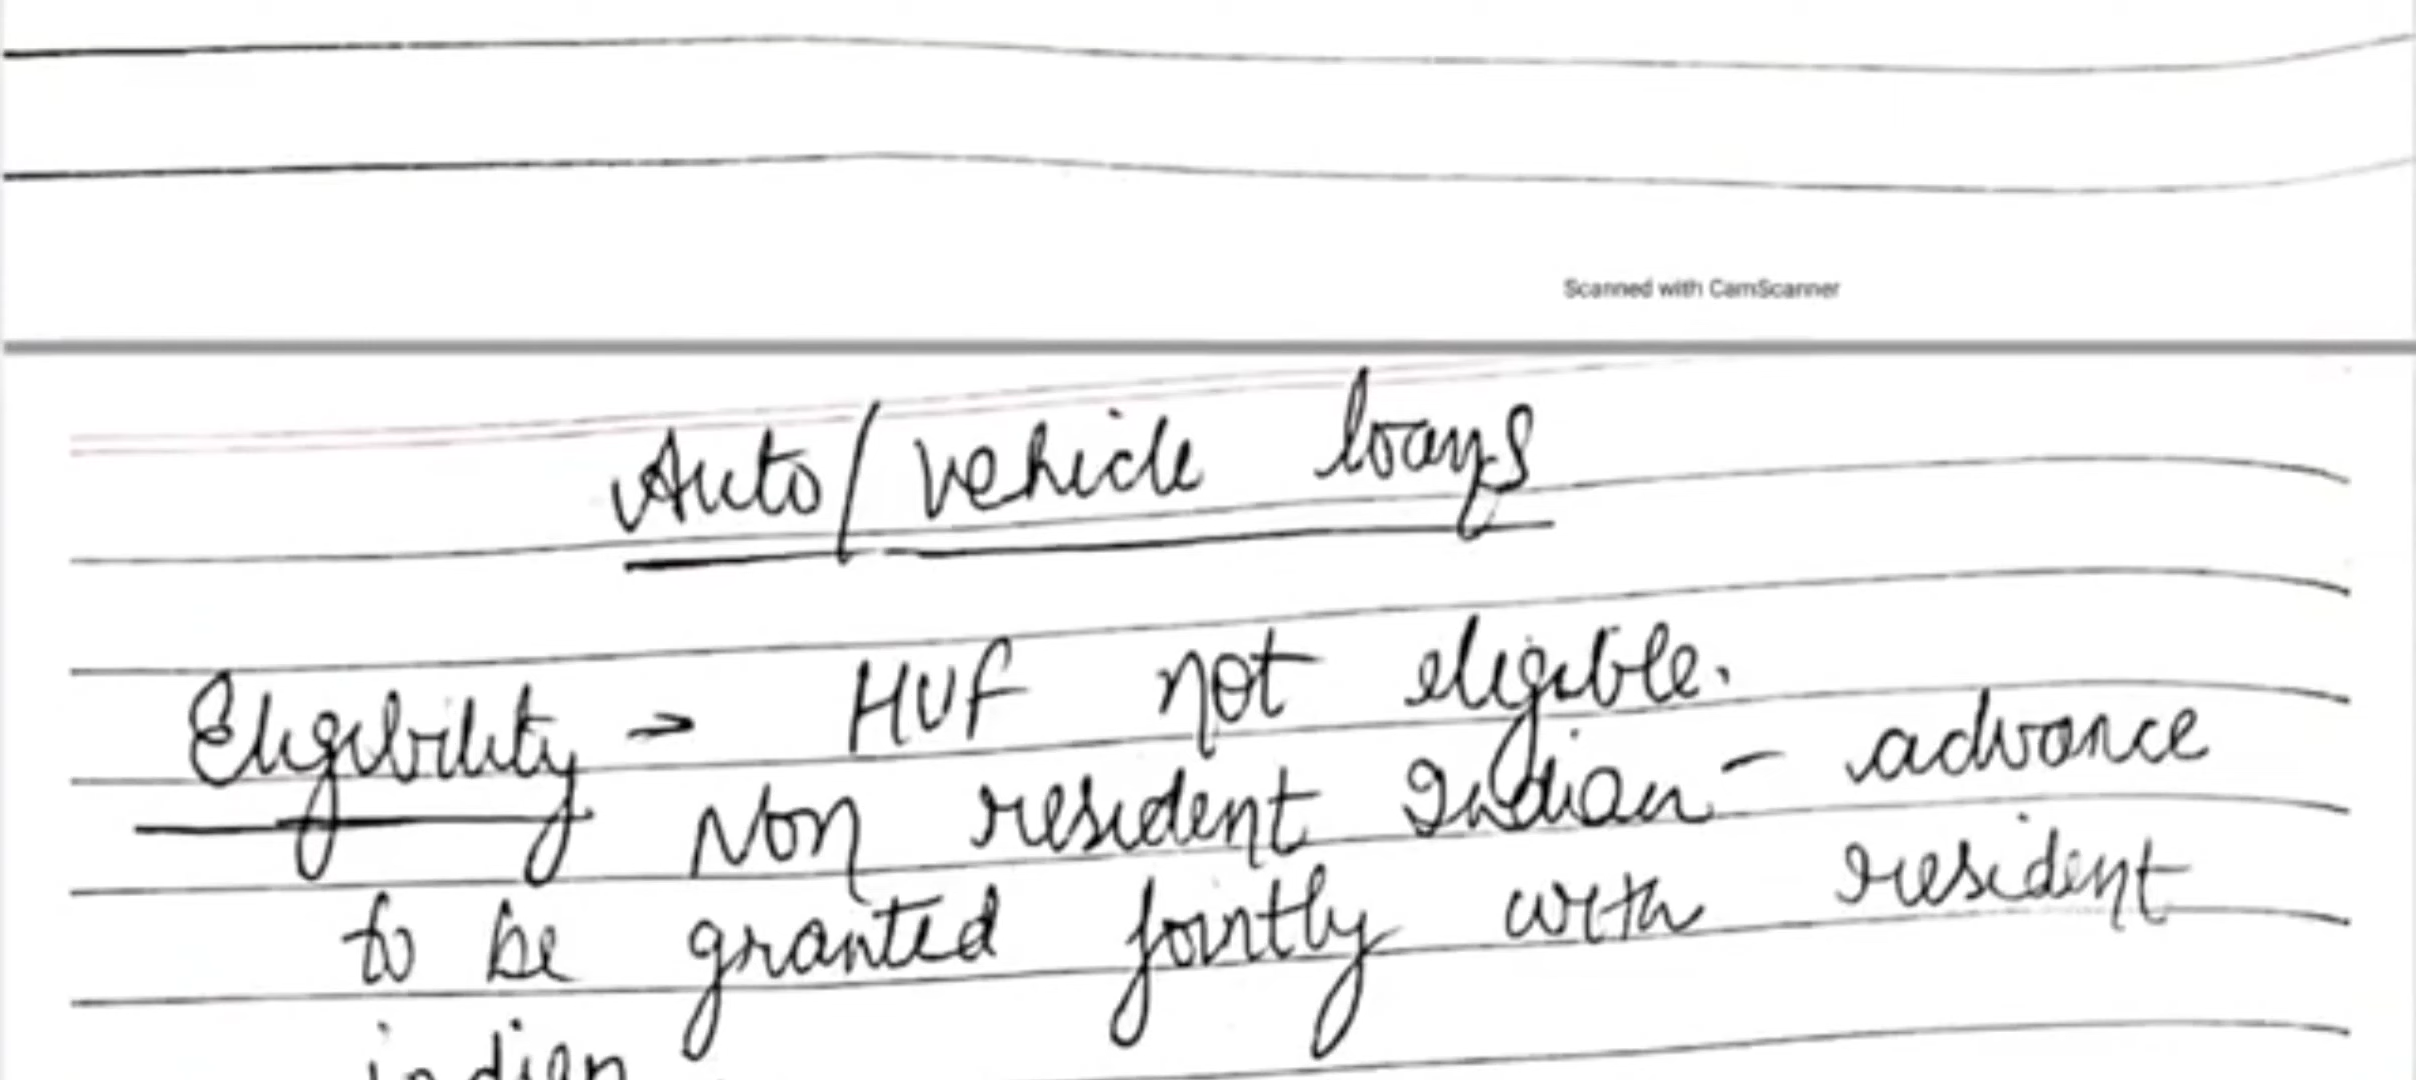 Scanned with CamScanner
Auto/vehicle loans
Eligibility → HUF not eligible.
Non resident Indian - advance
to be granted jointly with resident
indian